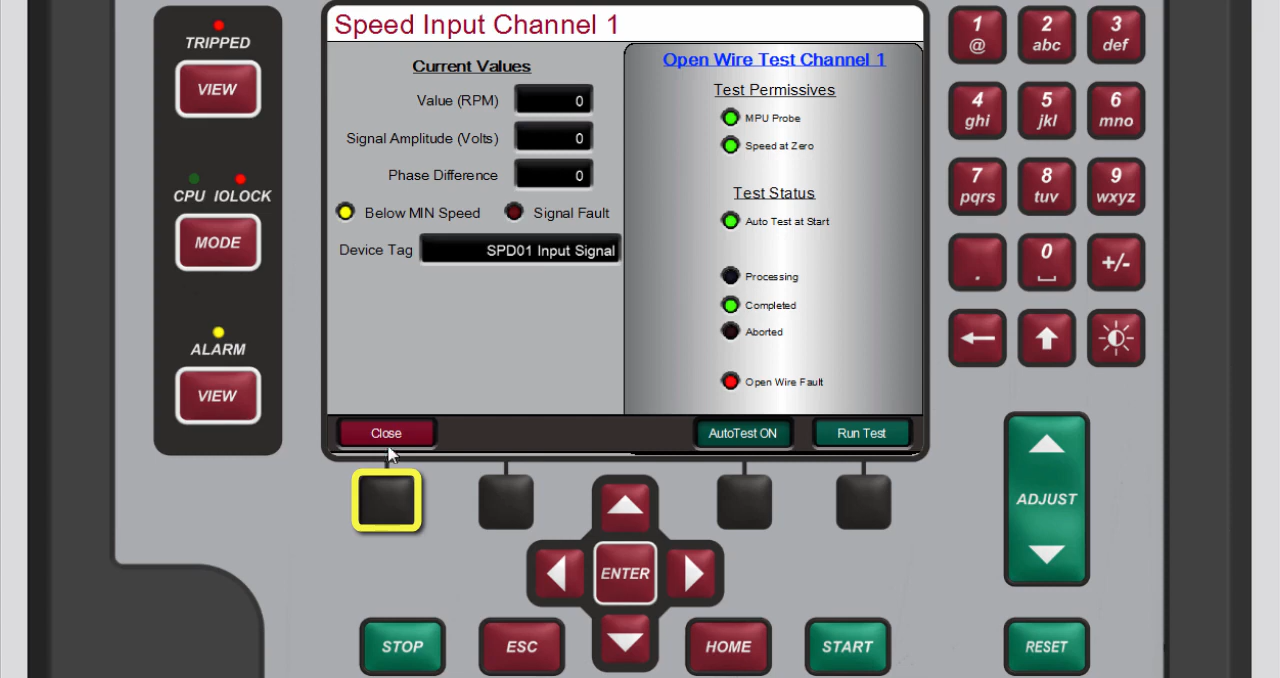 TRIPPED
VIEW
CPU IOLOCK
MODE
ALARM
VIEW
Speed Input Channel 1
Current Values
Value (RPM) 0
Signal Amplitude (Volts) 0
Phase Difference 0
Below MIN Speed Signal Fault
Device Tag SPD01 Input Signal
Open Wire Test Channel 1
Test Permissives
MPU Probe
Speed at Zero
Test Status
Auto Test at Start
Processing
Completed
Aborted
Open Wire Fault
Close AutoTest ON Run Test
1 2 3
@ abc def
4 5 6
ghi jkl mno
7 8 9
pqrs tuv wxyz
. 0 +/-
ADJUST
ENTER
STOP ESC HOME START RESET